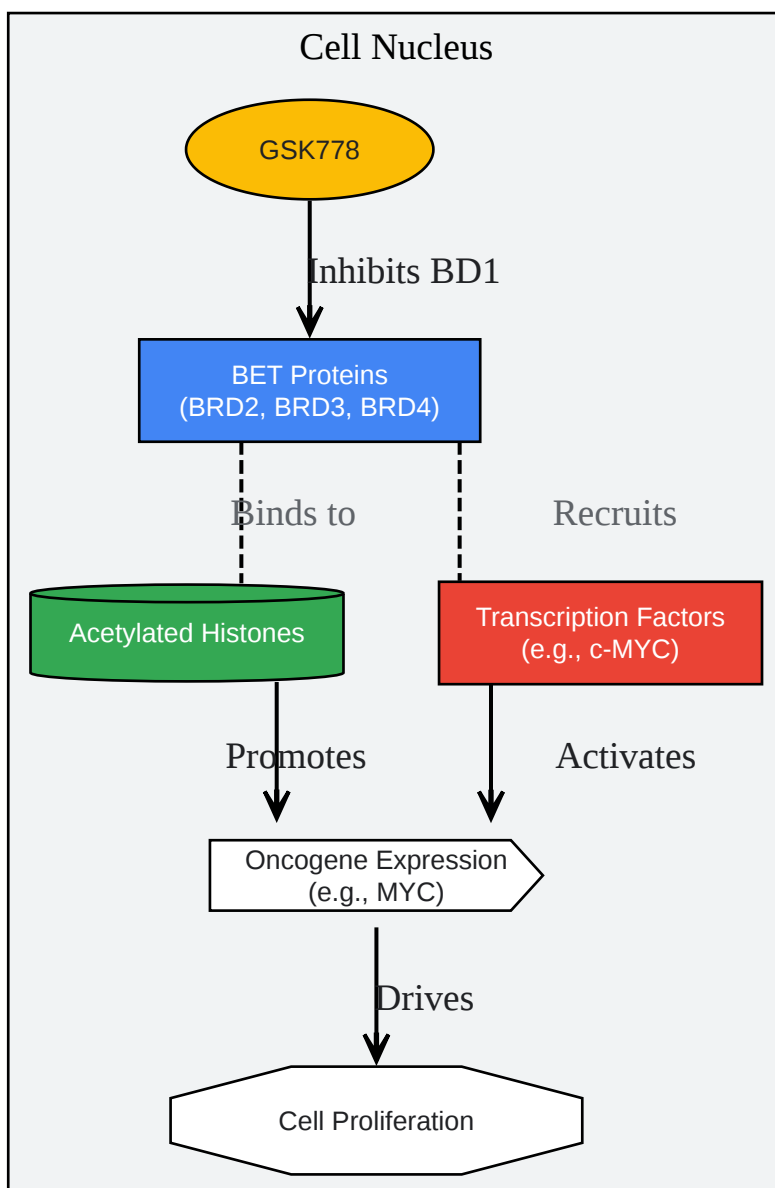 Cell Nucleus
GSK778
Inhibits BD1
BET Proteins
(BRD2, BRD3, BRD4)
Binds to
Recruits
Acetylated Histones
Transcription Factors
(e.g., c-MYC)
Promotes
Activates
Oncogene Expression
(e.g., MYC)
Drives
Cell Proliferation